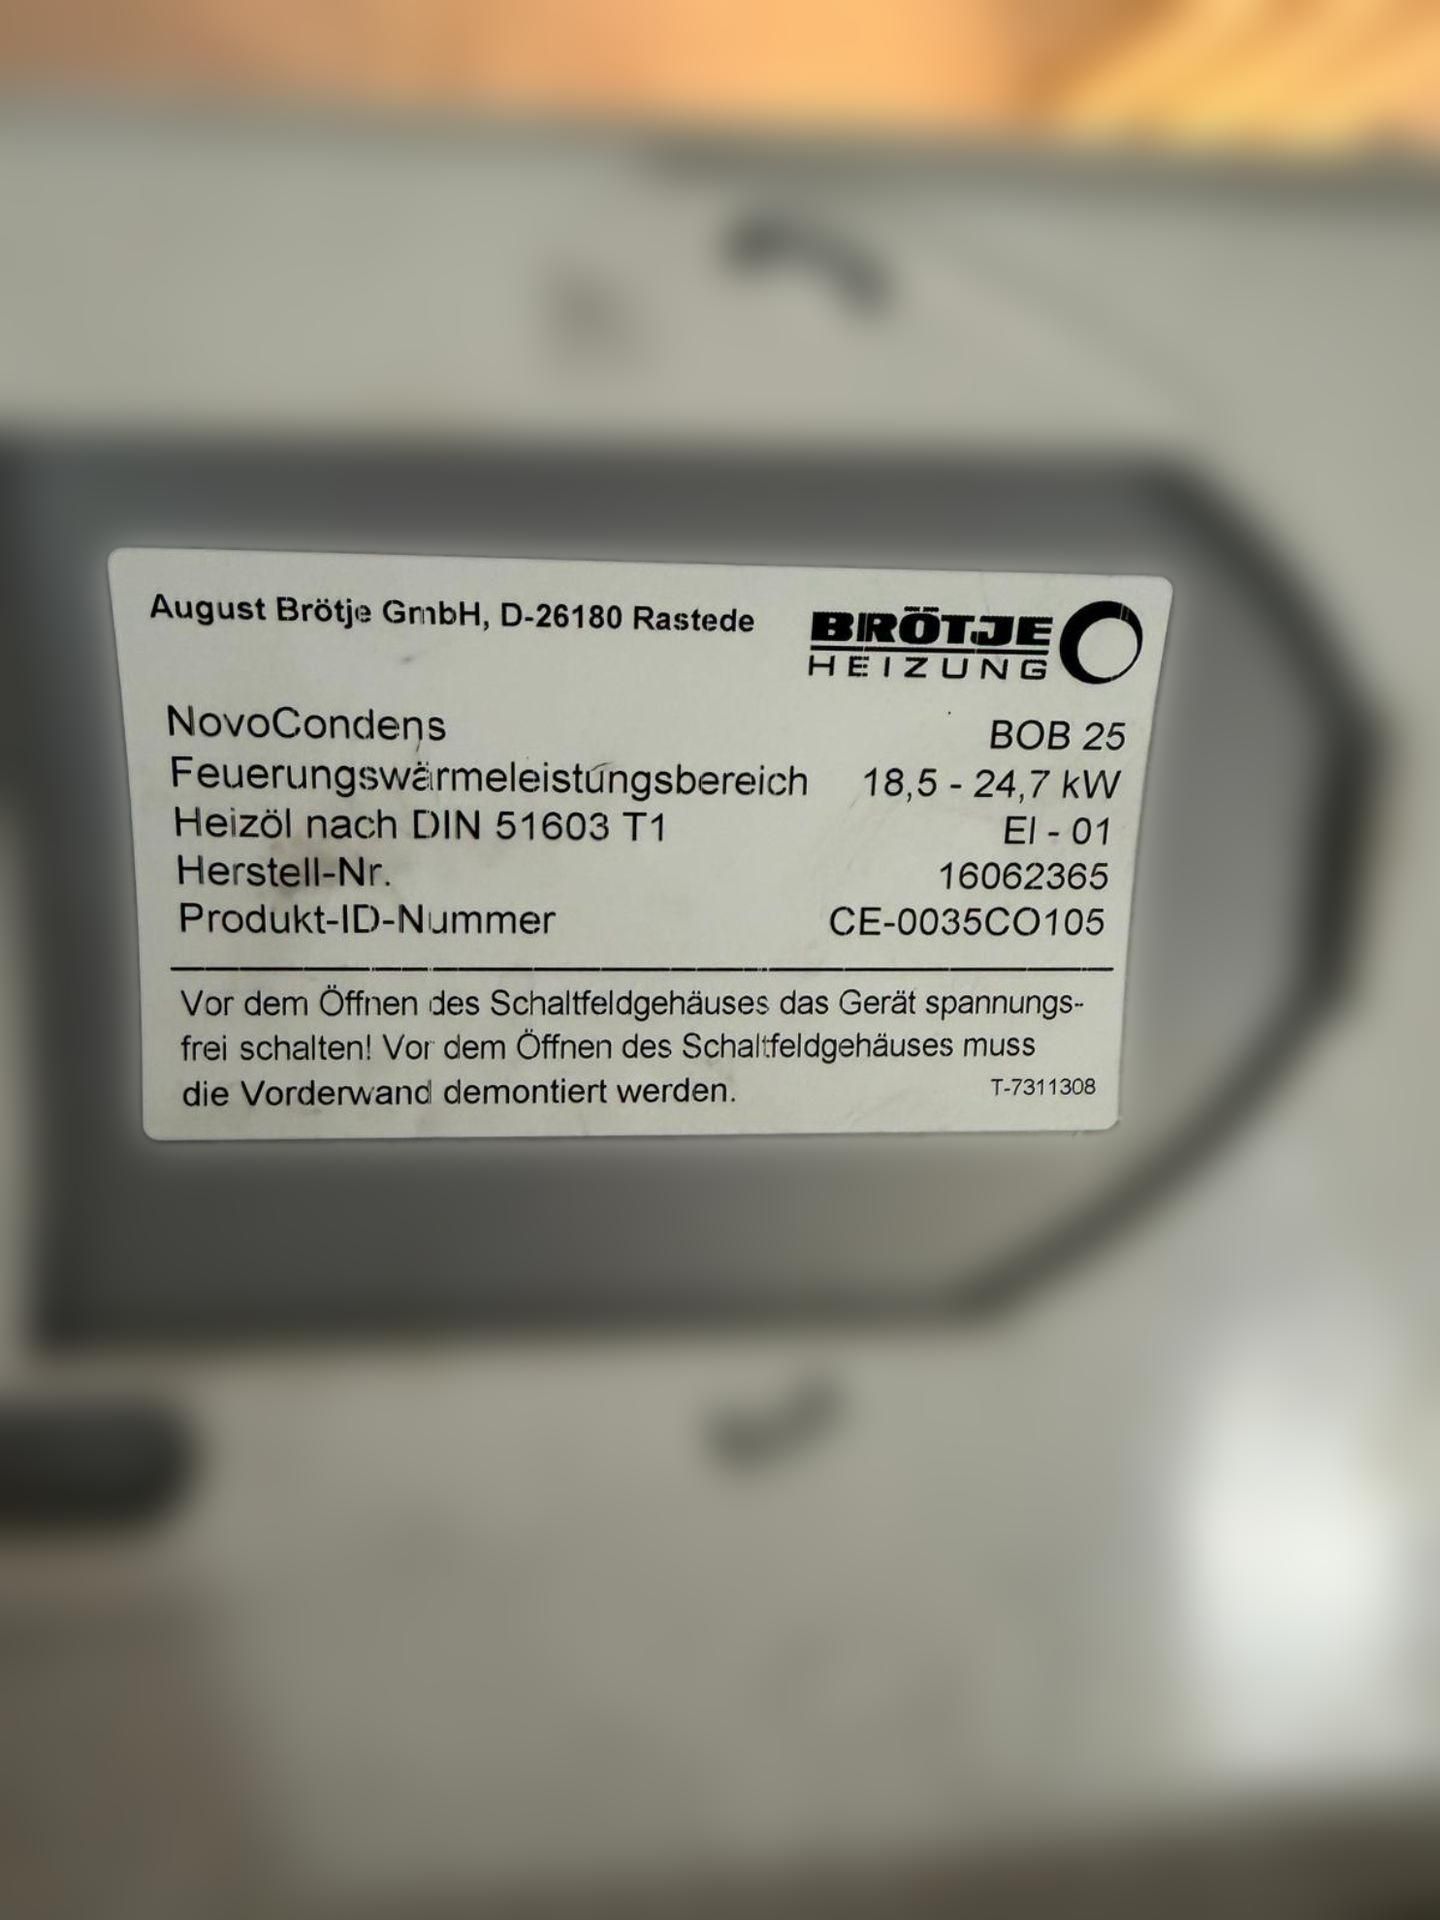 August Brötje GmbH, D-26180 Rastede
BRÖTJE
HEIZUNG
NovoCondens BOB 25
Feuerungswärmeleistungsbereich 18,5 - 24,7 kW
Heizöl nach DIN 51603 T1 El - 01
Herstell-Nr. 16062365
Produkt-ID-Nummer CE-0035CO105
Vor dem Öffnen des Schaltfeldgehäuses das Gerät spannungs-
frei schalten! Vor dem Öffnen des Schaltfeldgehäuses muss
die Vorderwand demontiert werden. T-7311308